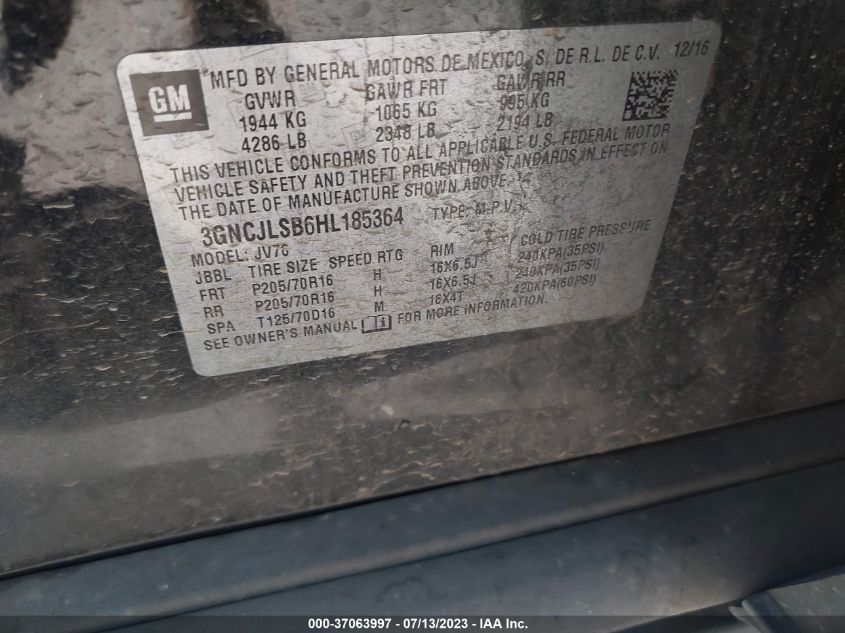 GM
MFD BY GENERAL MOTORS DE MEXICO, S. DE R.L. DE C.V. 12/16
GVWR GAWR FRT GAWR RR
1944 KG 1065 KG 995 KG
4286 LB 2348 LB 2194 LB
THIS VEHICLE CONFORMS TO ALL APPLICABLE U.S. FEDERAL MOTOR
VEHICLE SAFETY AND THEFT PREVENTION STANDARDS IN EFFECT ON
THE DATE OF MANUFACTURE SHOWN ABOVE.
3GNCJLSB6HL185364 TYPE: M.P.V.
MODEL: JV76
JBBL TIRE SIZE SPEED RTG RIM COLD TIRE PRESSURE
FRT P205/70R16 H 16X6.5J 240KPA(35PSI)
RR P205/70R16 H 16X6.5J 240KPA(35PSI)
SPA T125/70D16 M 16X4T 420KPA(60PSI)
SEE OWNER'S MANUAL FOR MORE INFORMATION.
000-37063997 / 07/13/2023 - © IAA Inc.